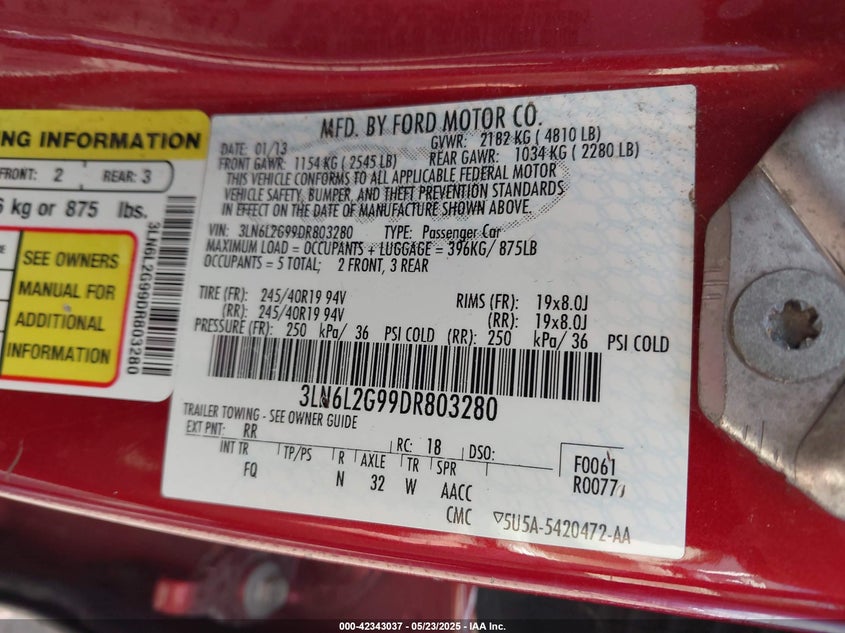 NG INFORMATION
FRONT: 2 REAR: 3
kg or 875 lbs.
SEE OWNERS
MANUAL FOR
ADDITIONAL
INFORMATION
3LN6L2G99DR803280
MFD. BY FORD MOTOR CO.
DATE: 01/13 GVWR: 2182 KG ( 4810 LB)
FRONT GAWR: 1154 KG ( 2545 LB) REAR GAWR: 1034 KG ( 2280 LB)
THIS VEHICLE CONFORMS TO ALL APPLICABLE FEDERAL MOTOR
VEHICLE SAFETY, BUMPER, AND THEFT PREVENTION STANDARDS
IN EFFECT ON THE DATE OF MANUFACTURE SHOWN ABOVE.
VIN: 3LN6L2G99DR803280 TYPE: Passenger Car
MAXIMUM LOAD = OCCUPANTS + LUGGAGE = 396KG/ 875LB
OCCUPANTS = 5 TOTAL; 2 FRONT, 3 REAR
TIRE (FR): 245/40R19 94V RIMS (FR): 19x8.0J
(RR): 245/40R19 94V (RR): 19x8.0J
PRESSURE (FR): 250 kPa/ 36 PSI COLD (RR): 250 kPa/ 36 PSI COLD
3LN6L2G99DR803280
TRAILER TOWING - SEE OWNER GUIDE
EXT PNT: RR RC: 18 DSO:
INT TR TP/PS R AXLE TR SPR
FQ N 32 W AACC
CMC
F0061
R0077
▽5U5A-5420472-AA
000-42343037 - 05/23/2025 - IAA Inc.